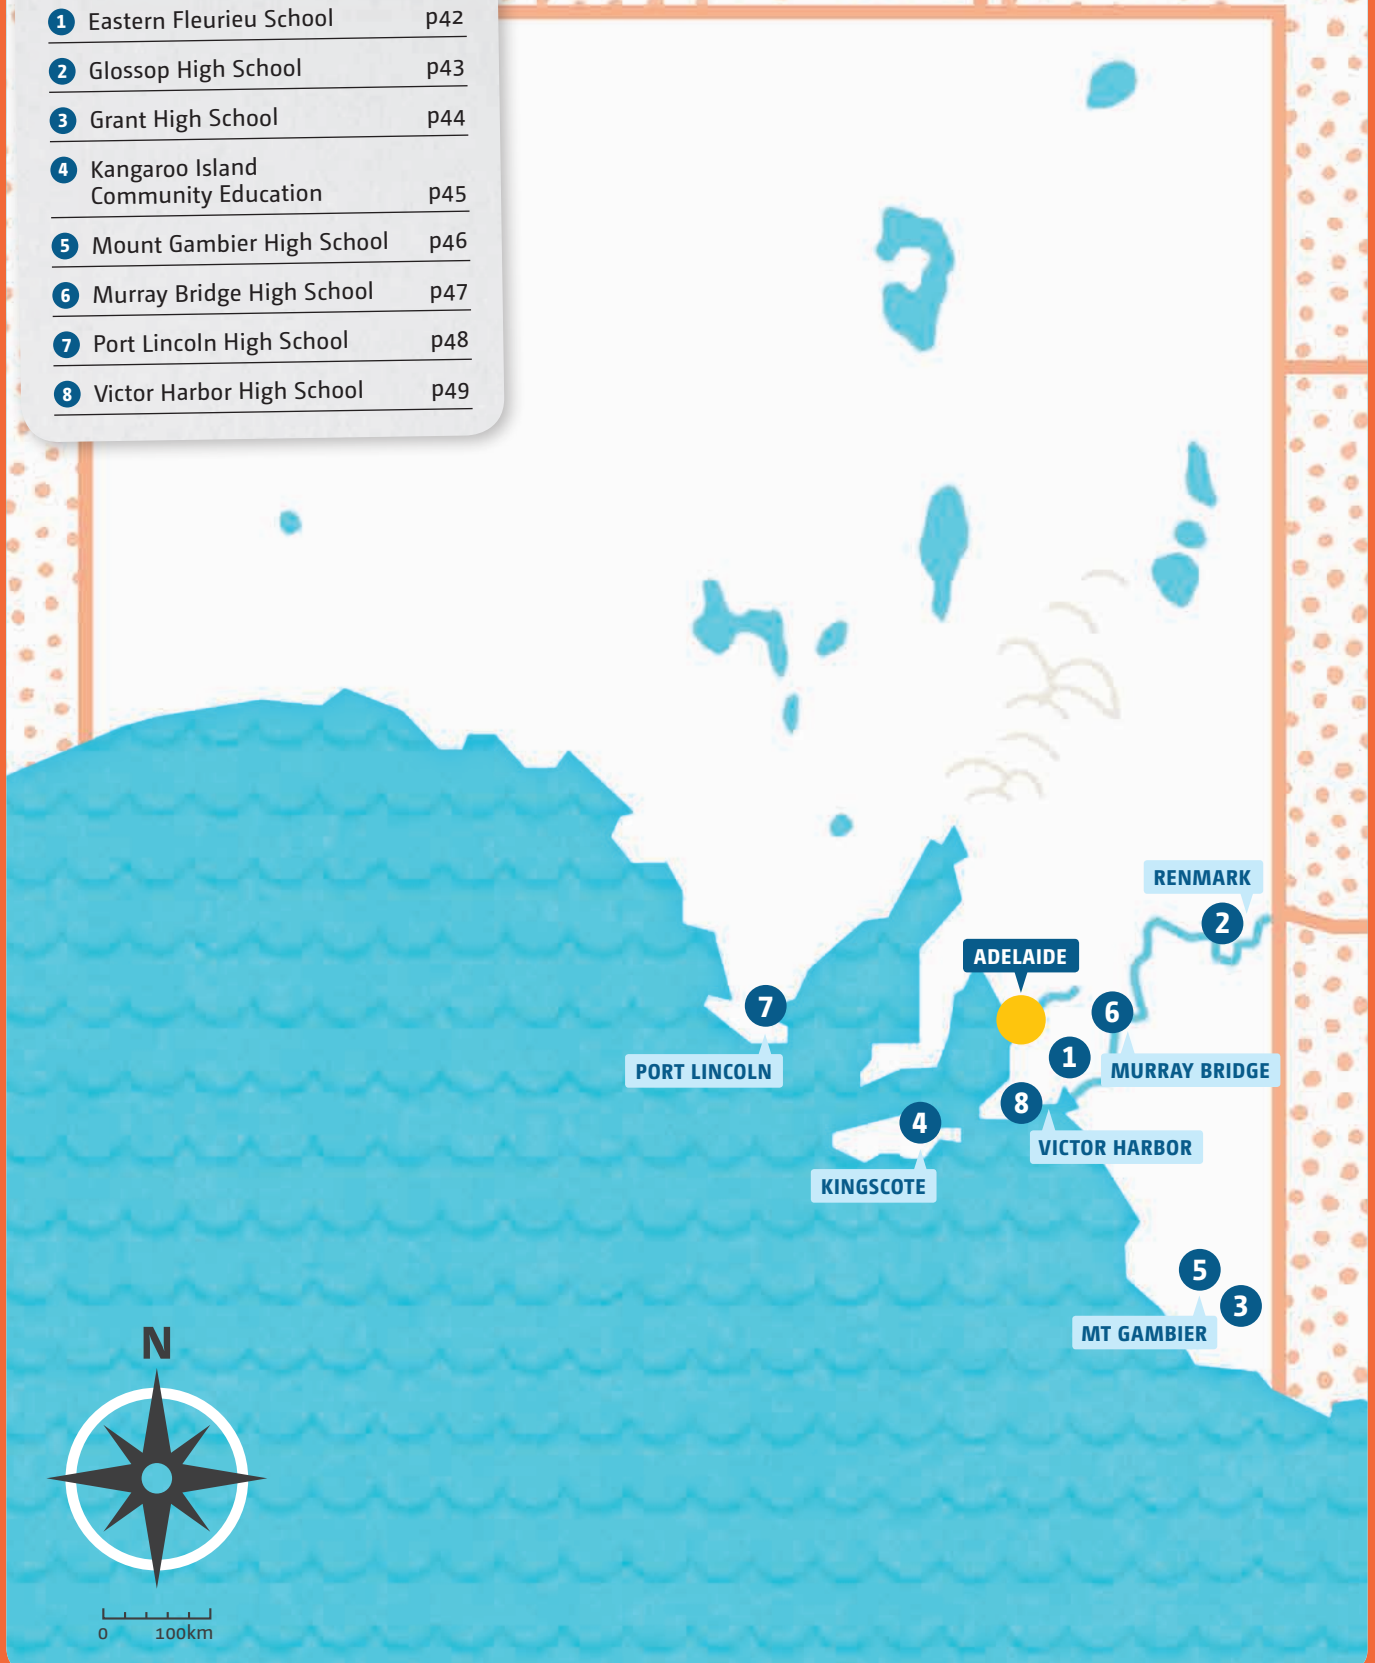 1 Eastern Fleurieu School p42
2 Glossop High School p43
3 Grant High School p44
4 Kangaroo Island
Community Education p45
5 Mount Gambier High School p46
6 Murray Bridge High School p47
7 Port Lincoln High School p48
8 Victor Harbor High School p49
RENMARK
2
ADELAIDE
7
6
1
PORT LINCOLN
MURRAY BRIDGE
8
4
VICTOR HARBOR
KINGSCOTE
5
3
MT GAMBIER
N
0 100km